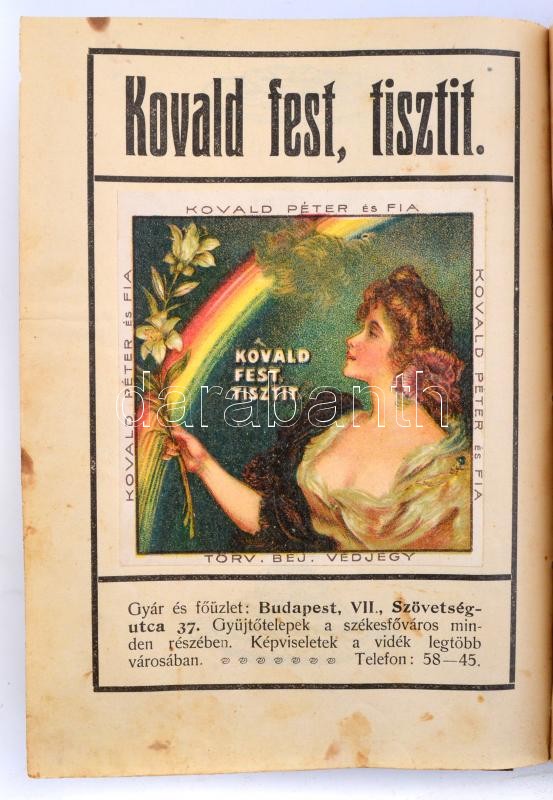 Kovald fest, tisztit.
KOVALD PÉTER és FIA
KOVALD PÉTER és FIA
KOVALD
FEST,
TISZTIT
KOVALD PÉTER és FIA
darabanth
TÖRV. BEJ. VÉDJEGY
Gyár és főüzlet: Budapest, VII., Szövetség-
utca 37. Gyüjtőtelepek a székesfőváros min-
den részében. Képviseletek a vidék legtöbb
városában. Telefon: 58—45.